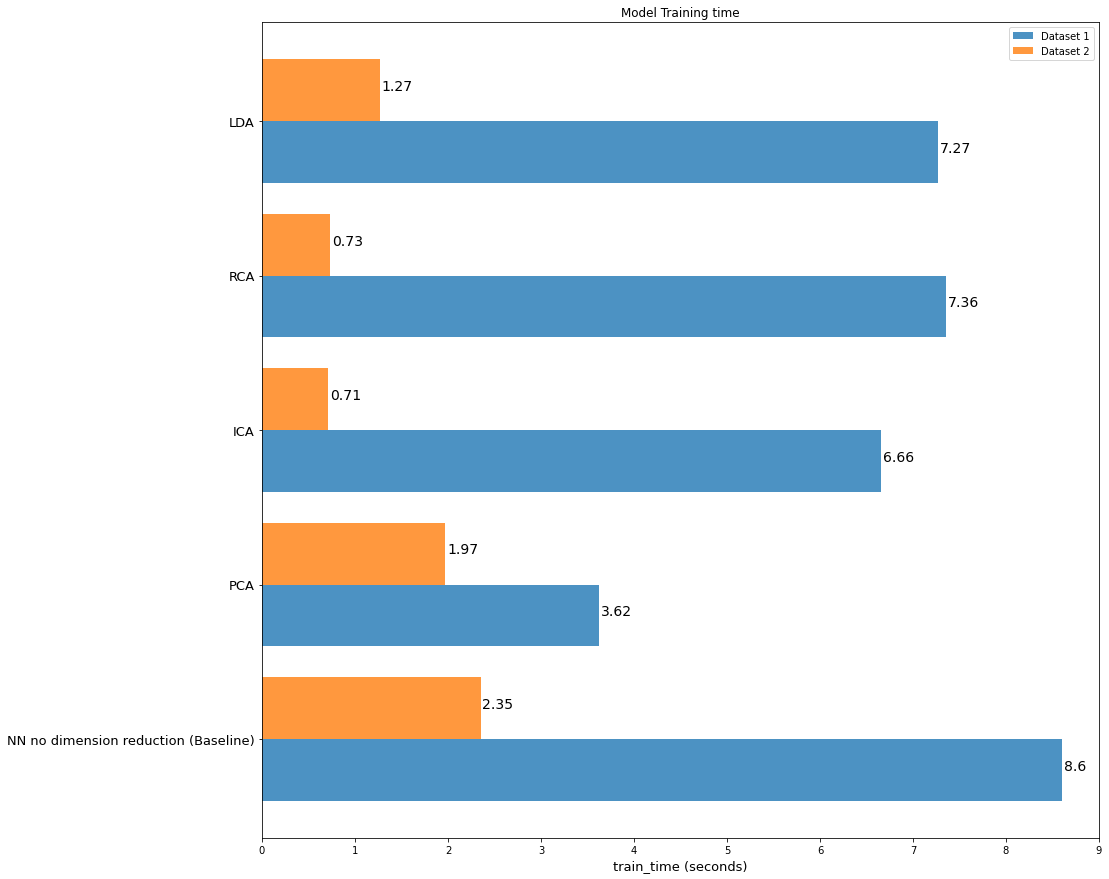 Model Training time
Dataset 1
Dataset 2
1.27
LDA
7.27
0.73
RCA
7.36
0.71
ICA
6.66
1.97
PCA
3.62
2.35
NN no dimension reduction (Baseline)
8.6
0 1 2 3 4 5 6 7 8 9
train_time (seconds)